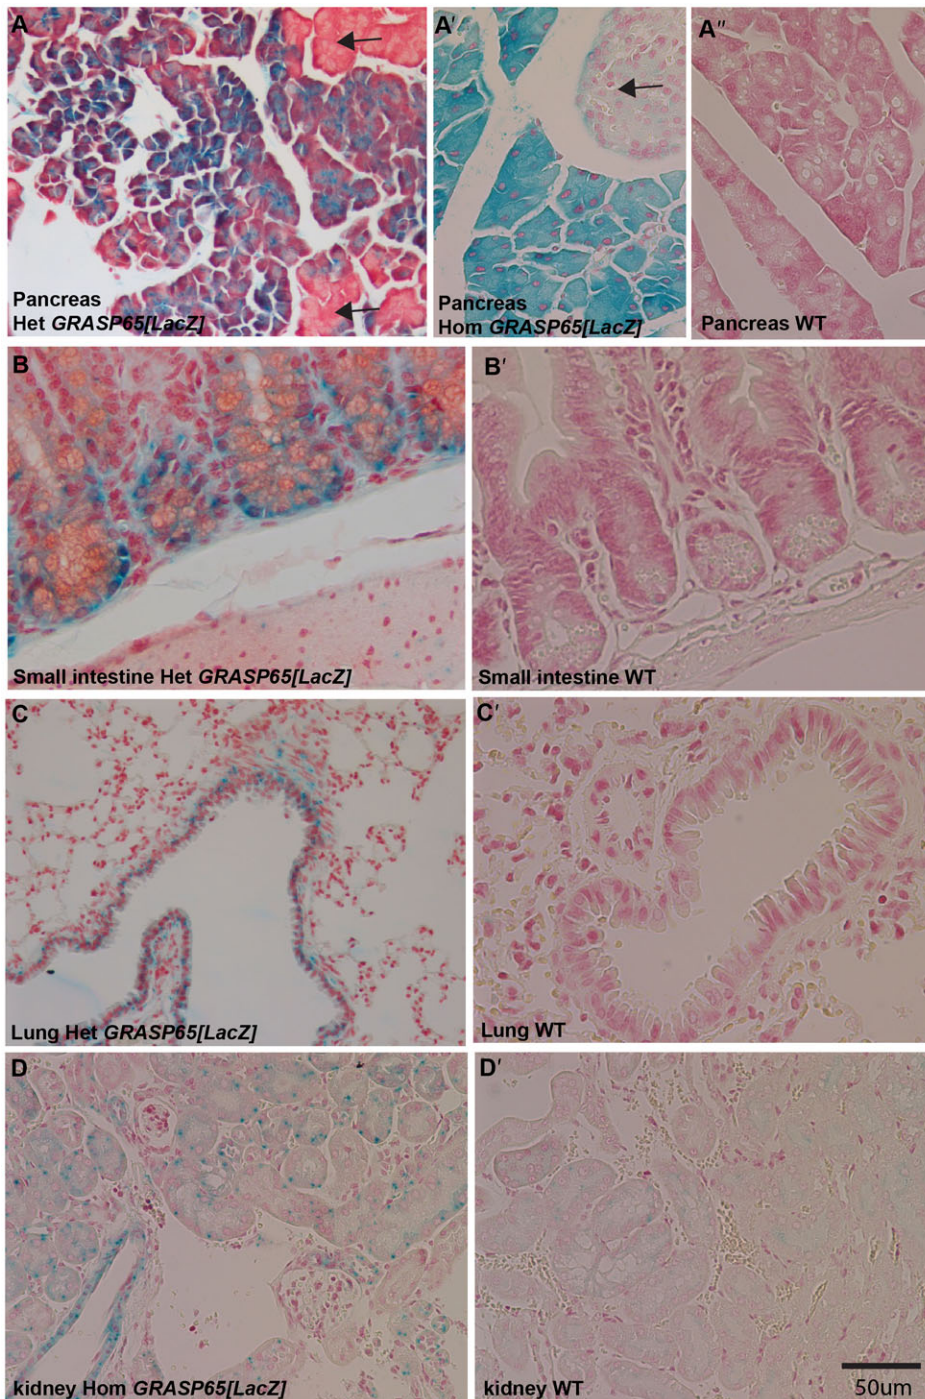 A
Pancreas
Het GRASP65[LacZ]
A'
Pancreas
Hom GRASP65[LacZ]
A''
Pancreas WT
B
Small intestine Het GRASP65[LacZ]
B'
Small intestine WT
C
Lung Het GRASP65[LacZ]
C'
Lung WT
D
kidney Hom GRASP65[LacZ]
D'
kidney WT
50um